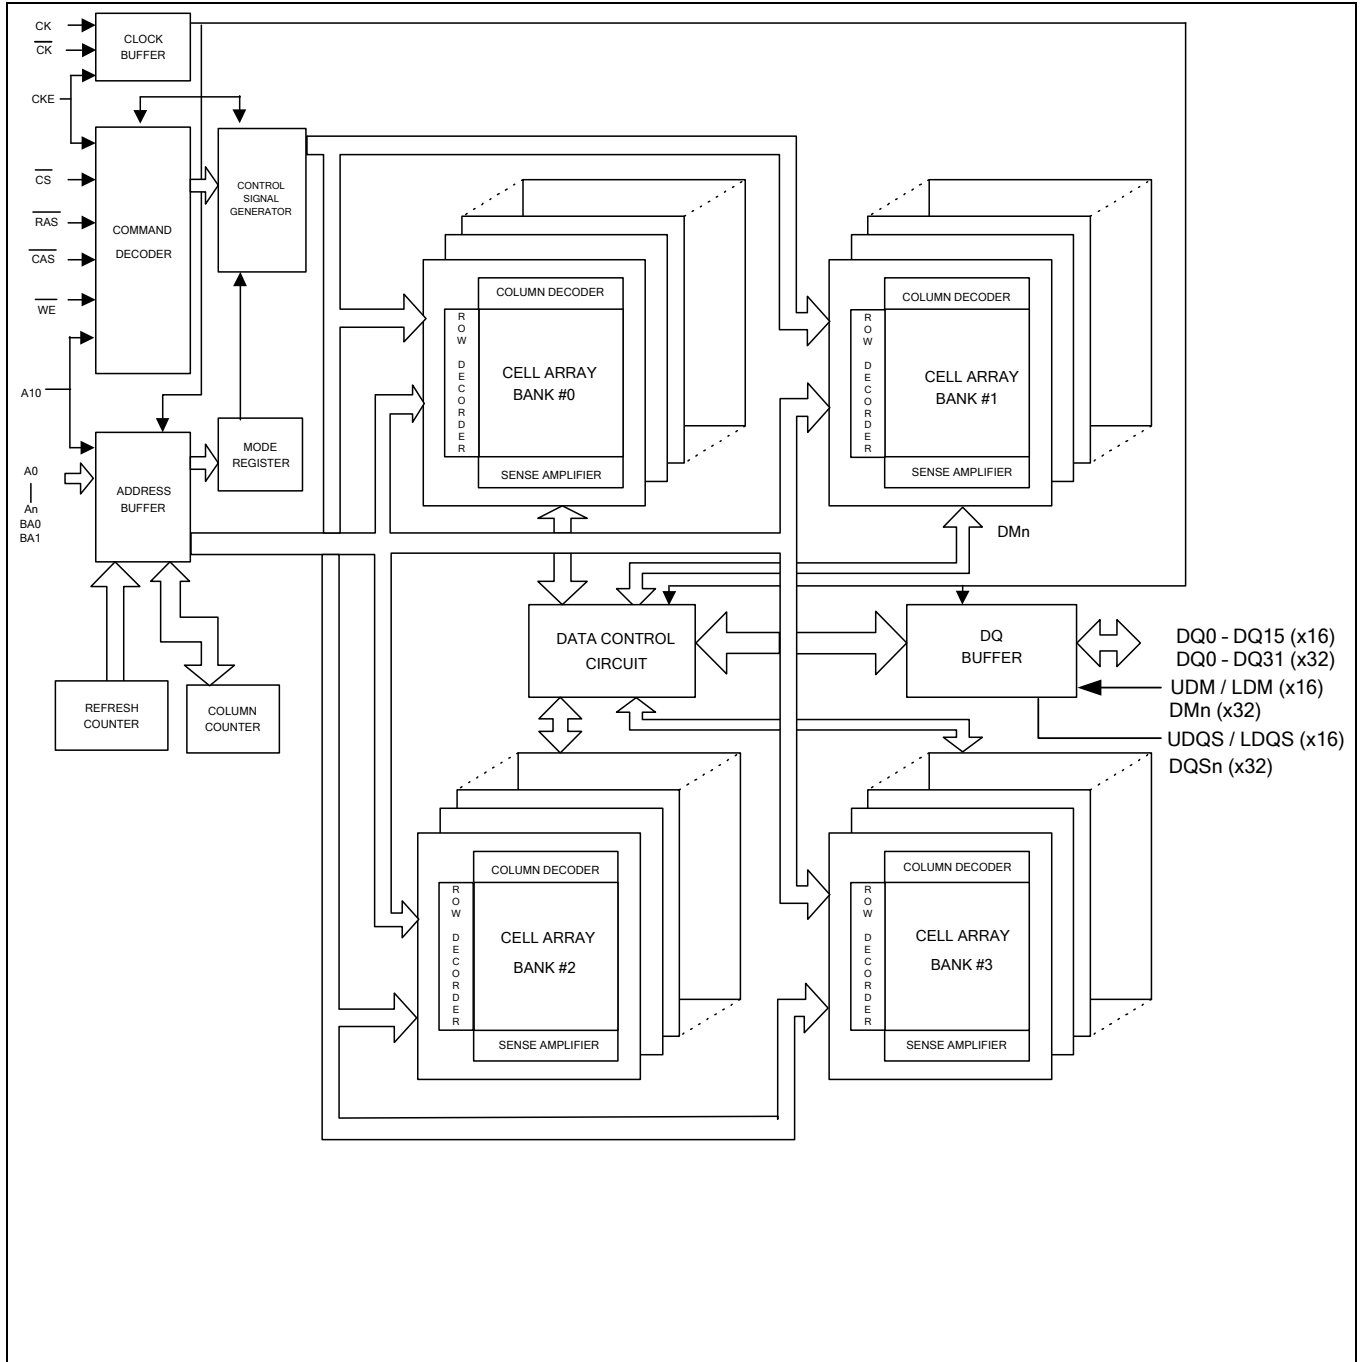 CK
CK
CKE
CS
RAS
CAS
WE
A10
A0
An
BA0
BA1
CLOCK
BUFFER
COMMAND
DECODER
CONTROL
SIGNAL
GENERATOR
MODE
REGISTER
ADDRESS
BUFFER
REFRESH
COUNTER
COLUMN
COUNTER
COLUMN DECODER
ROW DECORDER
CELL ARRAY
BANK #0
SENSE AMPLIFIER
COLUMN DECODER
ROW DECORDER
CELL ARRAY
BANK #1
SENSE AMPLIFIER
DMn
DATA CONTROL
CIRCUIT
DQ
BUFFER
DQ0 - DQ15 (x16)
DQ0 - DQ31 (x32)
UDM / LDM (x16)
DMn (x32)
UDQS / LDQS (x16)
DQSn (x32)
COLUMN DECODER
ROW DECORDER
CELL ARRAY
BANK #2
SENSE AMPLIFIER
COLUMN DECODER
ROW DECORDER
CELL ARRAY
BANK #3
SENSE AMPLIFIER